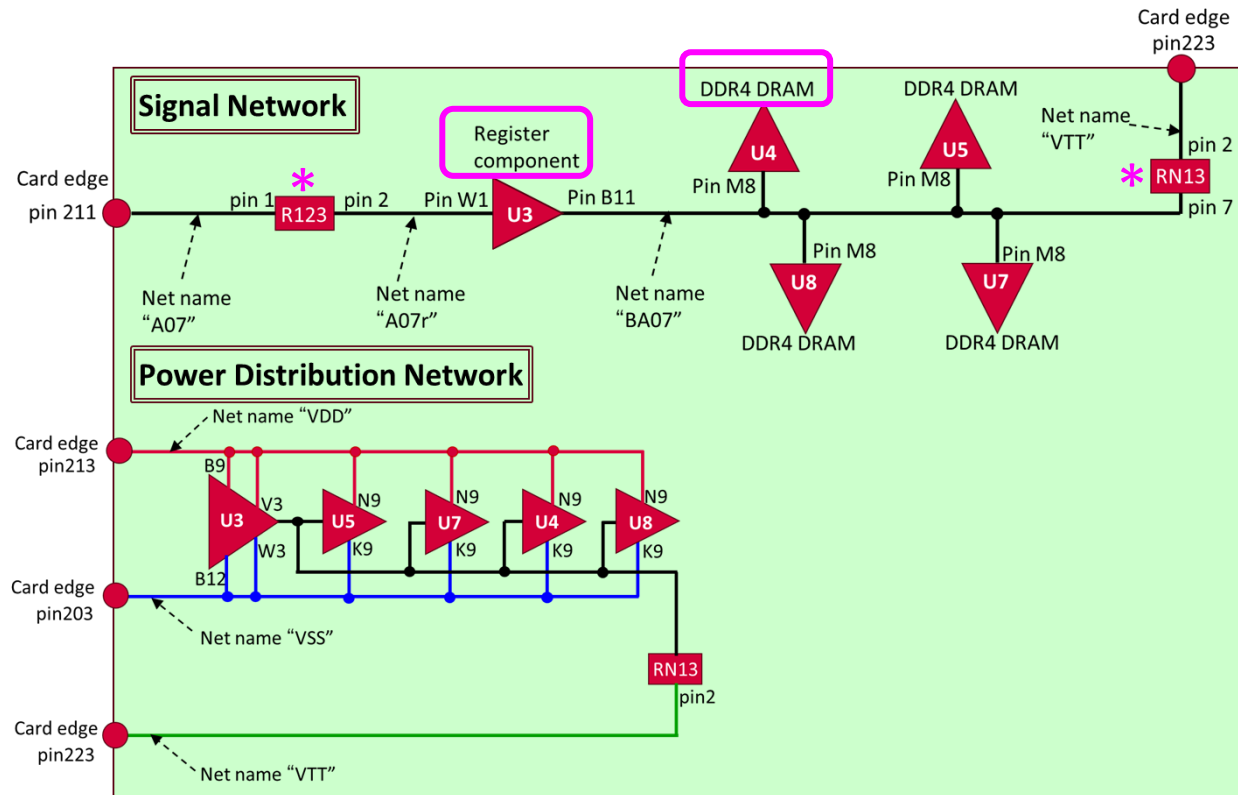 Card edge
pin223
Signal Network
DDR4 DRAM
DDR4 DRAM
Register
component
Net name
“VTT”
U4
U5
pin 2
Card edge
pin 211
*
pin 1
R123
pin 2
Pin W1
U3
Pin B11
Pin M8
Pin M8
*
RN13
pin 7
Pin M8
Pin M8
U8
U7
Net name
“A07”
Net name
“A07r”
Net name
“BA07”
DDR4 DRAM
DDR4 DRAM
Power Distribution Network
Net name “VDD”
Card edge
pin213
B9
V3
N9
N9
N9
N9
U3
U5
U7
U4
U8
W3
K9
K9
K9
K9
B12
Card edge
pin203
Net name “VSS”
RN13
pin2
Card edge
pin223
Net name “VTT”